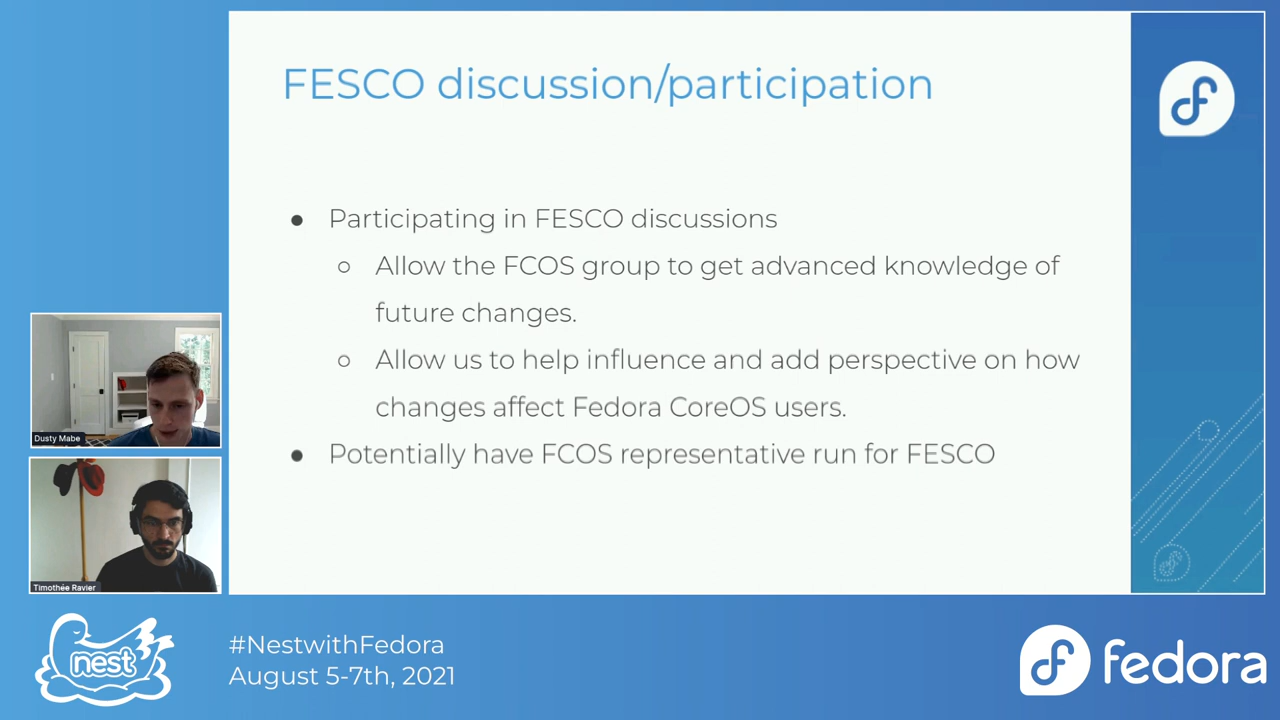 FESCO discussion/participation
● Participating in FESCO discussions
○ Allow the FCOS group to get advanced knowledge of
future changes.
○ Allow us to help influence and add perspective on how
changes affect Fedora CoreOS users.
● Potentially have FCOS representative run for FESCO
Dusty Mabe
Timothée Ravier
nest
#NestwithFedora
August 5-7th, 2021
fedora